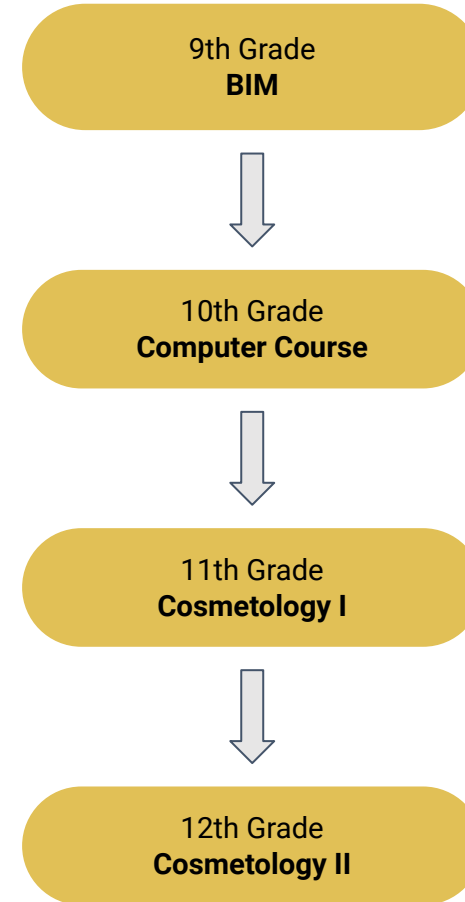 9th Grade
BIM
10th Grade
Computer Course
11th Grade
Cosmetology I
12th Grade
Cosmetology II